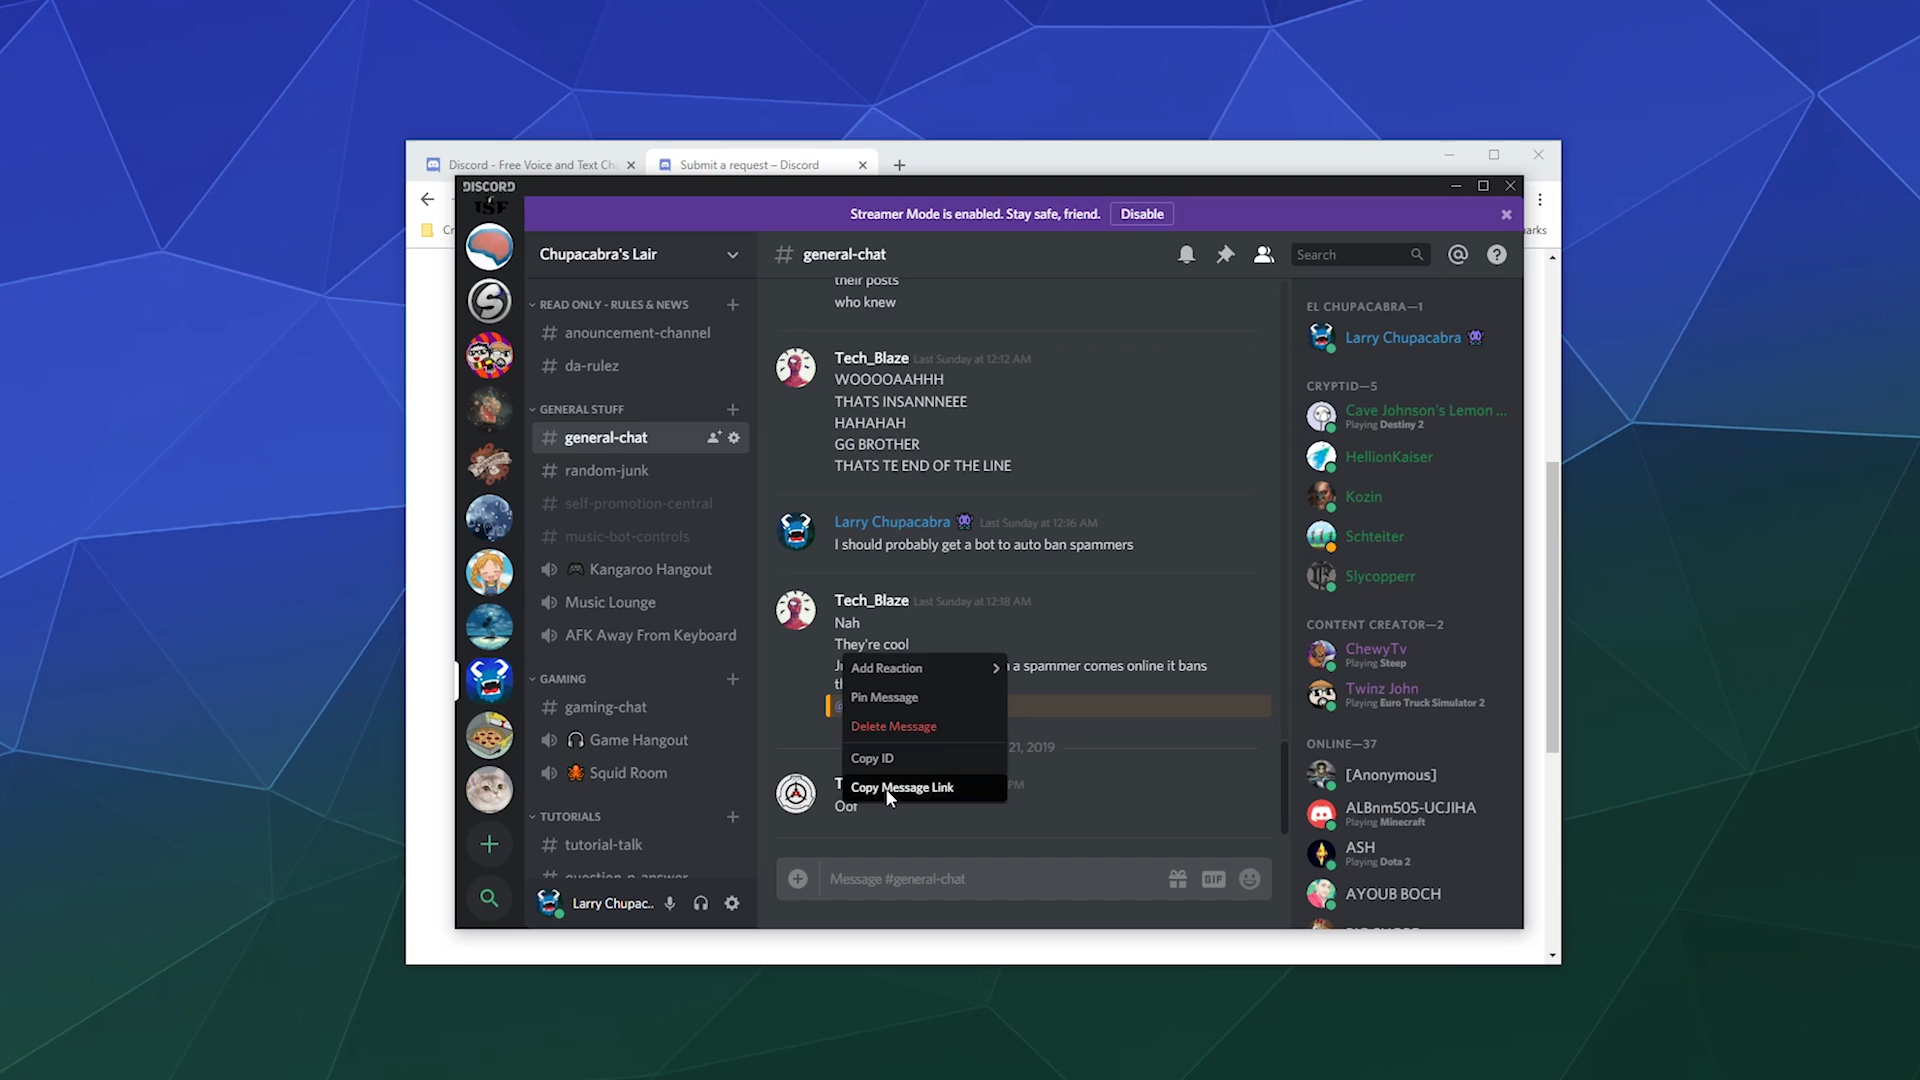 Discord - Free Voice and Text Ch
Submit a request – Discord
DISCORD
Streamer Mode is enabled. Stay safe, friend.
Disable
arks
Chupacabra's Lair
general-chat
Search
READ ONLY - RULES & NEWS
anouncement-channel
da-rulez
GENERAL STUFF
general-chat
random-junk
self-promotion-central
music-bot-controls
Kangaroo Hangout
Music Lounge
AFK Away From Keyboard
GAMING
gaming-chat
Game Hangout
Squid Room
TUTORIALS
tutorial-talk
question-n-answer
Larry Chupac..
their posts
who knew
Tech_Blaze Last Sunday at 12:12 AM
WOOOOAAHHH
THATS INSANNNEEE
HAHAHAH
GG BROTHER
THATS TE END OF THE LINE
Larry Chupacabra Last Sunday at 12:16 AM
I should probably get a bot to auto ban spammers
Tech_Blaze Last Sunday at 12:18 AM
Nah
They're cool
a spammer comes online it bans
Add Reaction
Pin Message
Delete Message
Copy ID
Copy Message Link
21, 2019
Oof
Message #general-chat
GIF
EL CHUPACABRA—1
Larry Chupacabra
CRYPTID—5
Cave Johnson's Lemon ...
Playing Destiny 2
HellionKaiser
Kozin
Schteiter
Slycopperr
CONTENT CREATOR—2
ChewyTv
Playing Steep
Twinz John
Playing Euro Truck Simulator 2
ONLINE—37
[Anonymous]
ALBnm505-UCJIHA
Playing Minecraft
ASH
Playing Dota 2
AYOUB BOCH